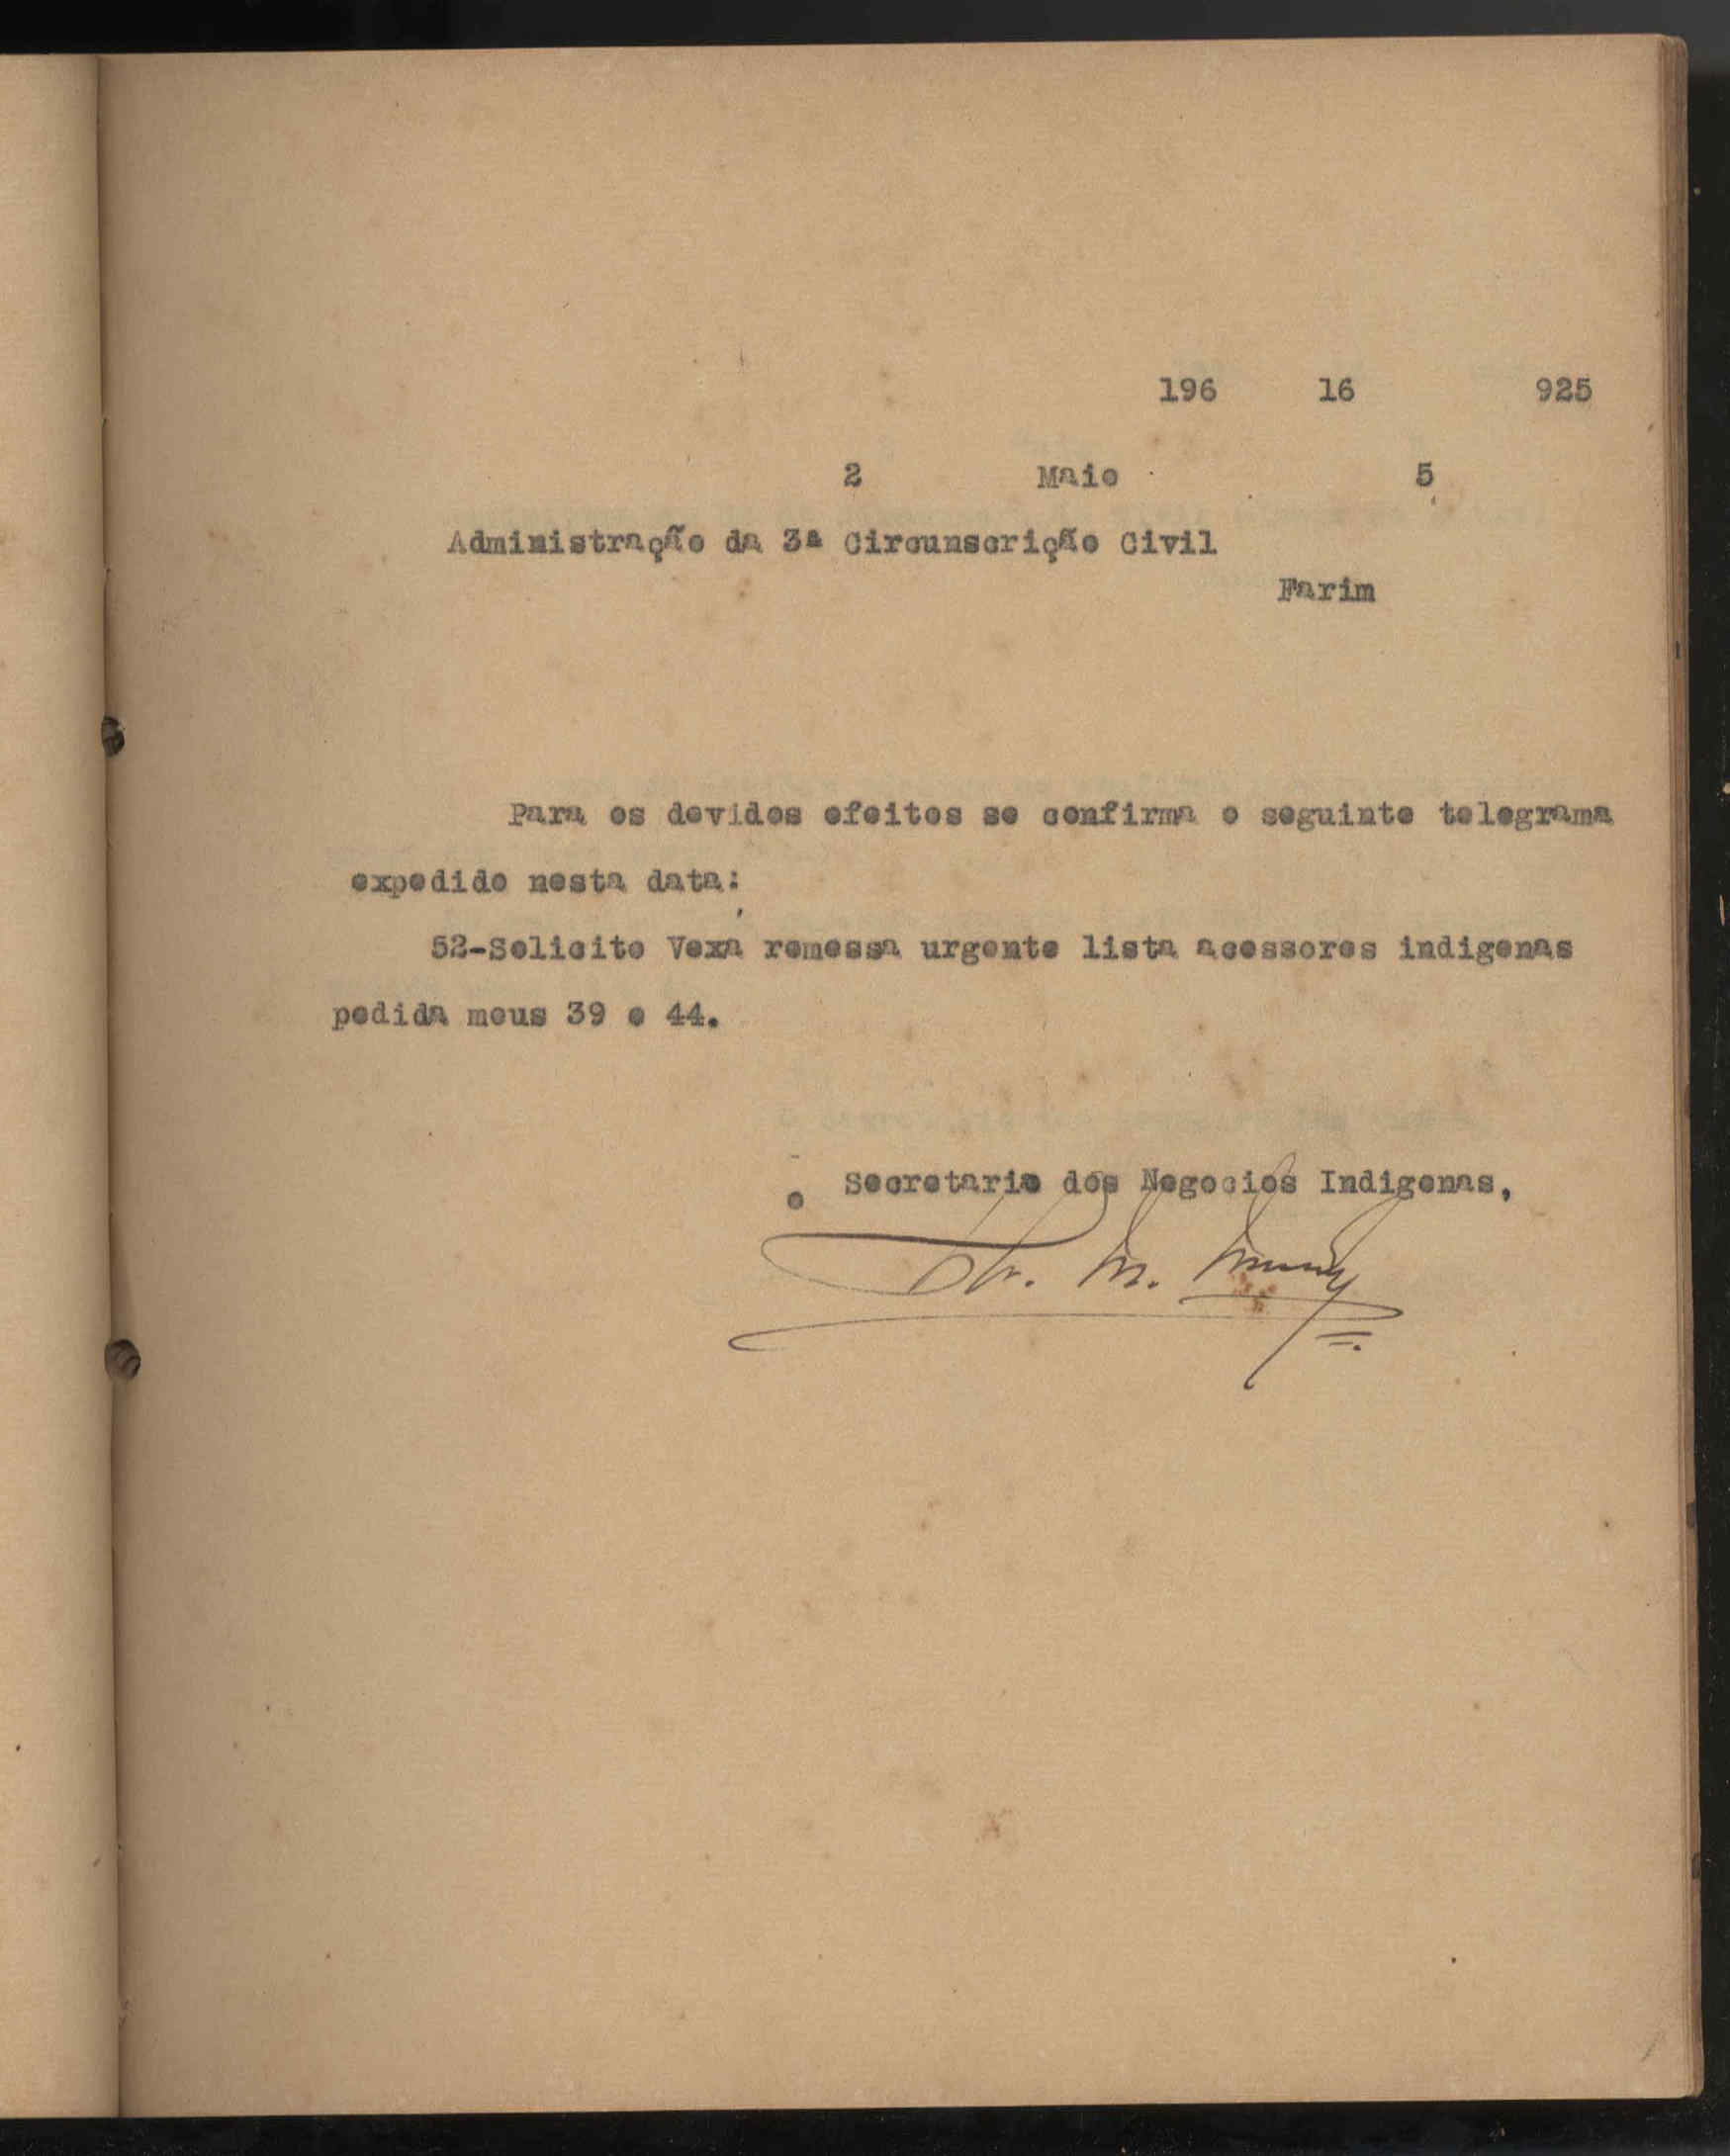 196 16 925
2 Maio 5
Administração da 3ª Circunscrição Civil
Farim
Para os devidos efeitos se confirma o seguinte telegrama
expedido nesta data:
52-Solicito Vexa remessa urgente lista acessores indigenas
pedida meus 39 e 44.
o Secretario dos Negocios Indigenas,